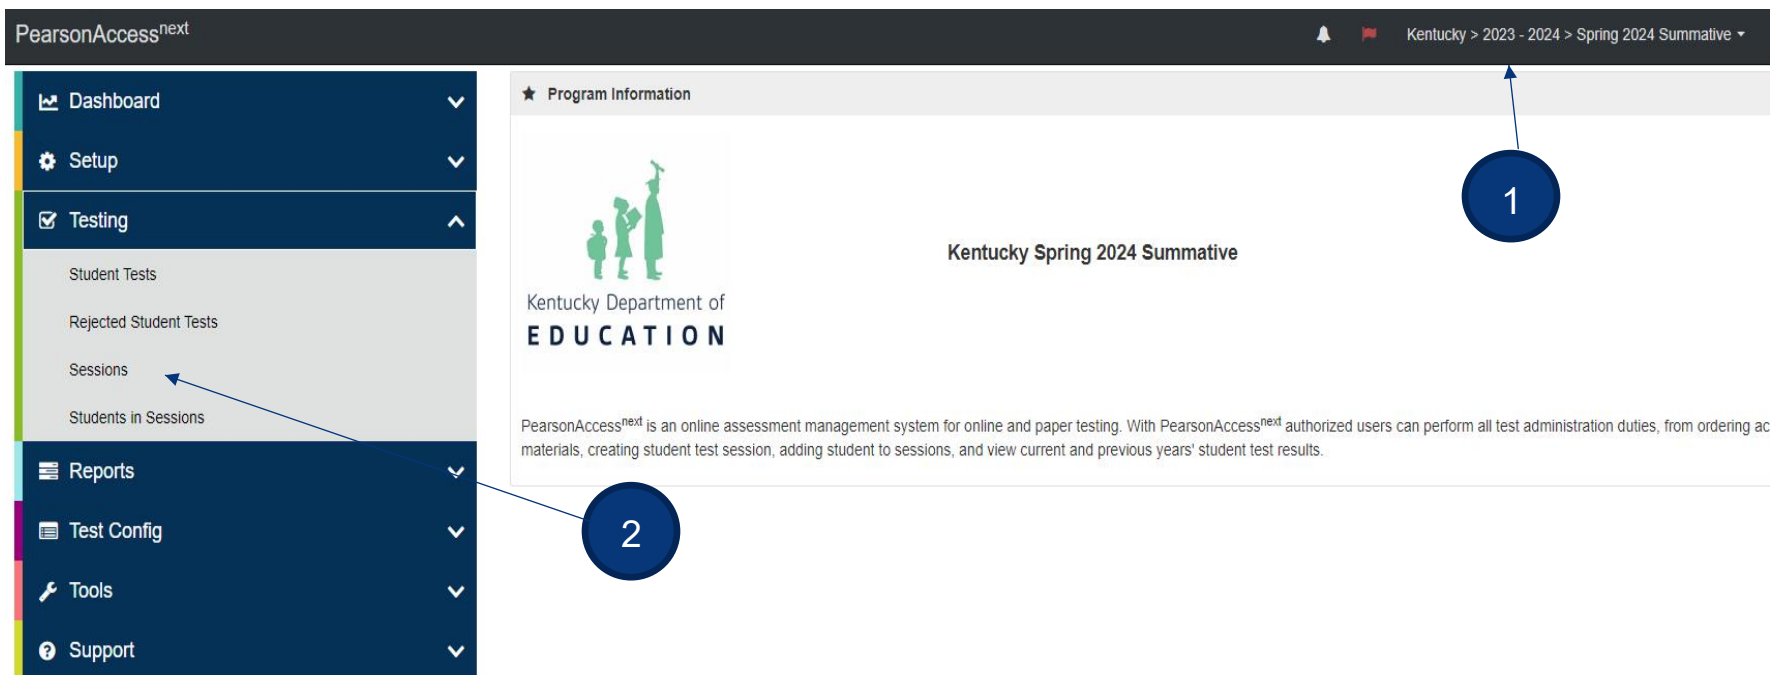 PearsonAccessnext
Kentucky > 2023 - 2024 > Spring 2024 Summative
Dashboard
Setup
Testing
Student Tests
Rejected Student Tests
Sessions
Students in Sessions
Reports
Test Config
Tools
Support
Program Information
1
Kentucky Department of
EDUCATION
Kentucky Spring 2024 Summative
PearsonAccessnext is an online assessment management system for online and paper testing. With PearsonAccessnext authorized users can perform all test administration duties, from ordering ac
materials, creating student test session, adding student to sessions, and view current and previous years' student test results.
2